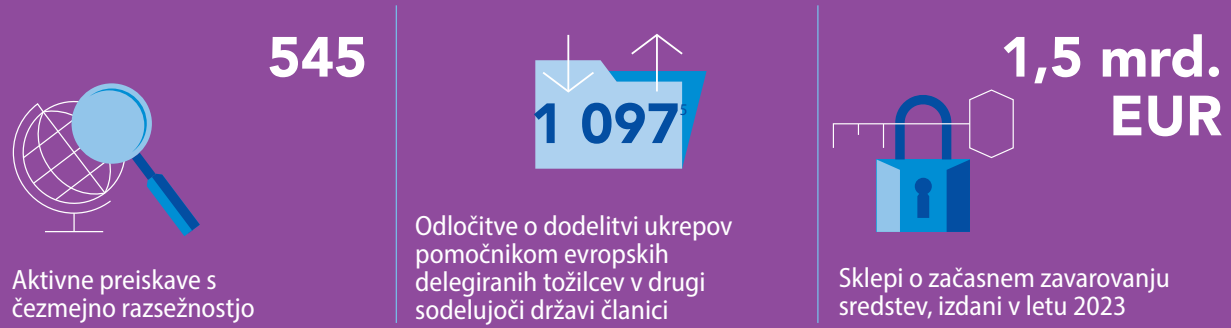 545
Aktivne preiskave s
čezmejno razsežnostjo
1 097⁵
Odločitve o dodelitvi ukrepov
pomočnikom evropskih
delegiranih tožilcev v drugi
sodelujoči državi članici
1,5 mrd.
EUR
Sklepi o začasnem zavarovanju
sredstev, izdani v letu 2023